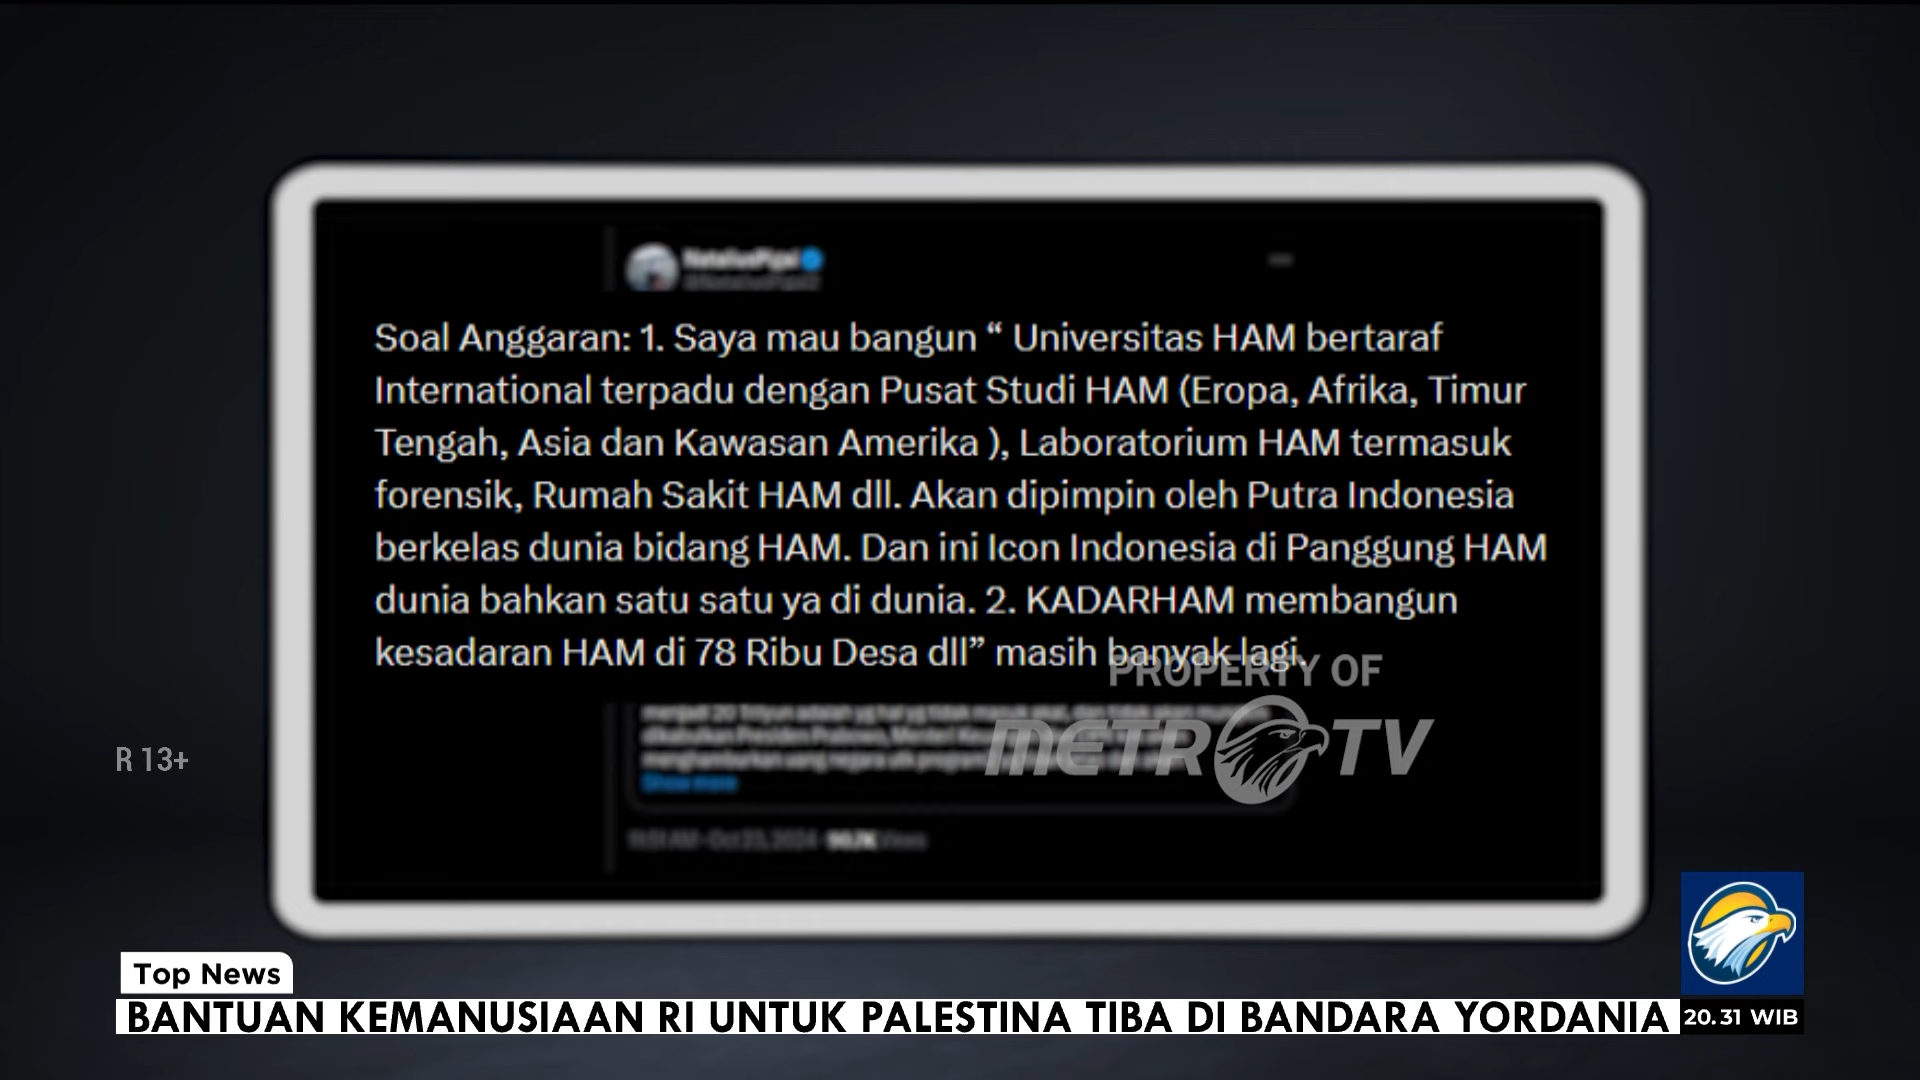 NataliusPigai
Soal Anggaran: 1. Saya mau bangun “ Universitas HAM bertaraf
International terpadu dengan Pusat Studi HAM (Eropa, Afrika, Timur
Tengah, Asia dan Kawasan Amerika ), Laboratorium HAM termasuk
forensik, Rumah Sakit HAM dll. Akan dipimpin oleh Putra Indonesia
berkelas dunia bidang HAM. Dan ini Icon Indonesia di Panggung HAM
dunia bahkan satu satu ya di dunia. 2. KADARHAM membangun
kesadaran HAM di 78 Ribu Desa dll” masih banyak lagi.
PROPERTY OF
METRO TV
R 13+
Show more
Top News
BANTUAN KEMANUSIAAN RI UNTUK PALESTINA TIBA DI BANDARA YORDANIA
20.31 WIB